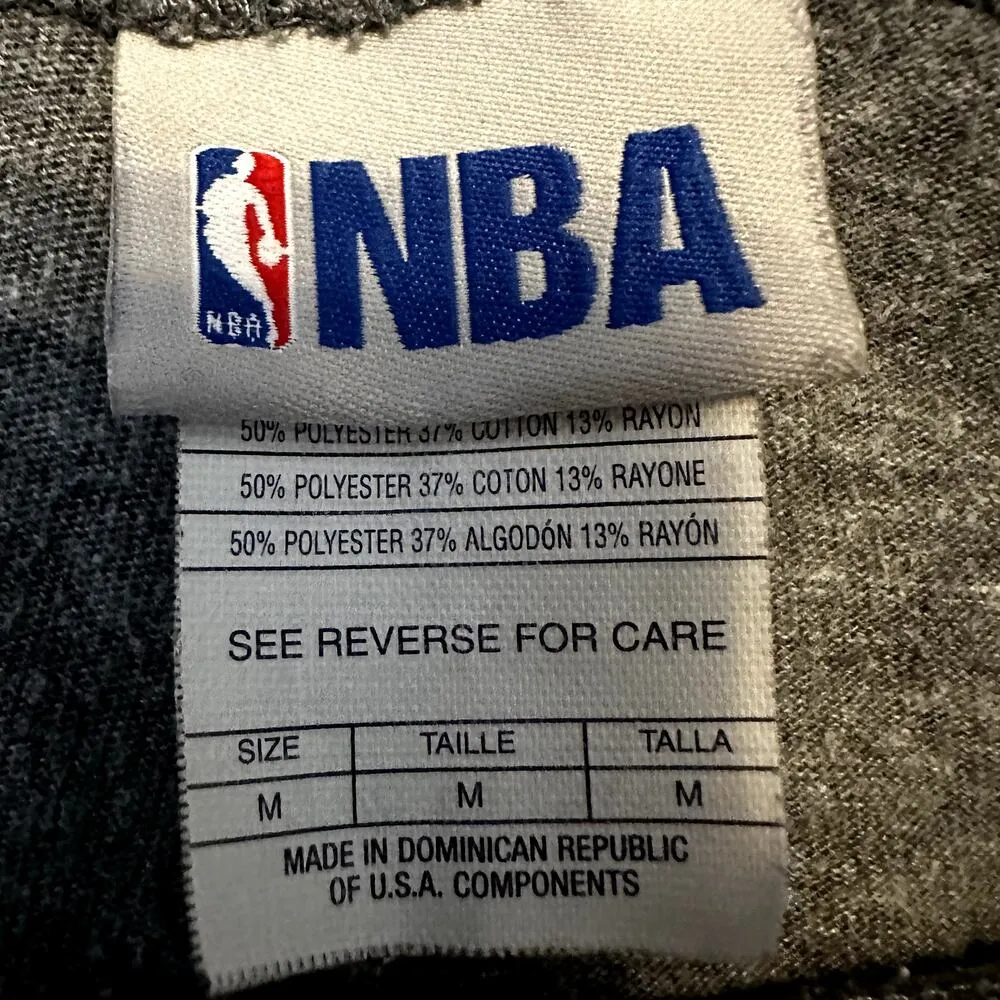 NBA
NBA
50% POLYESTER 37% COTTON 13% RAYON
50% POLYESTER 37% COTON 13% RAYONE
50% POLYESTER 37% ALGODÓN 13% RAYÓN
SEE REVERSE FOR CARE
SIZE TAILLE TALLA
M M M
MADE IN DOMINICAN REPUBLIC
OF U.S.A. COMPONENTS